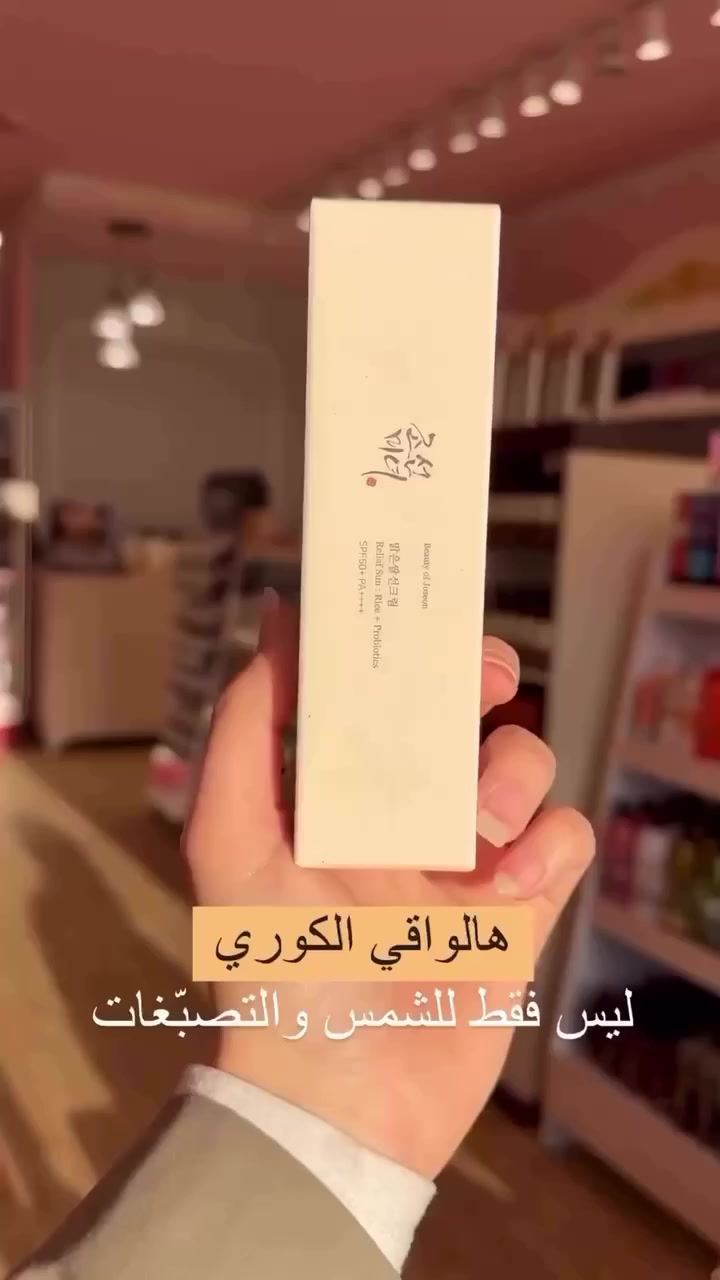 조선
미녀
Beauty of Joseon
맑은쌀선크림
Relief Sun : Rice + Probiotics
SPF50+ PA++++
هالواقي الكوري
ليس فقط للشمس والتصبّغات